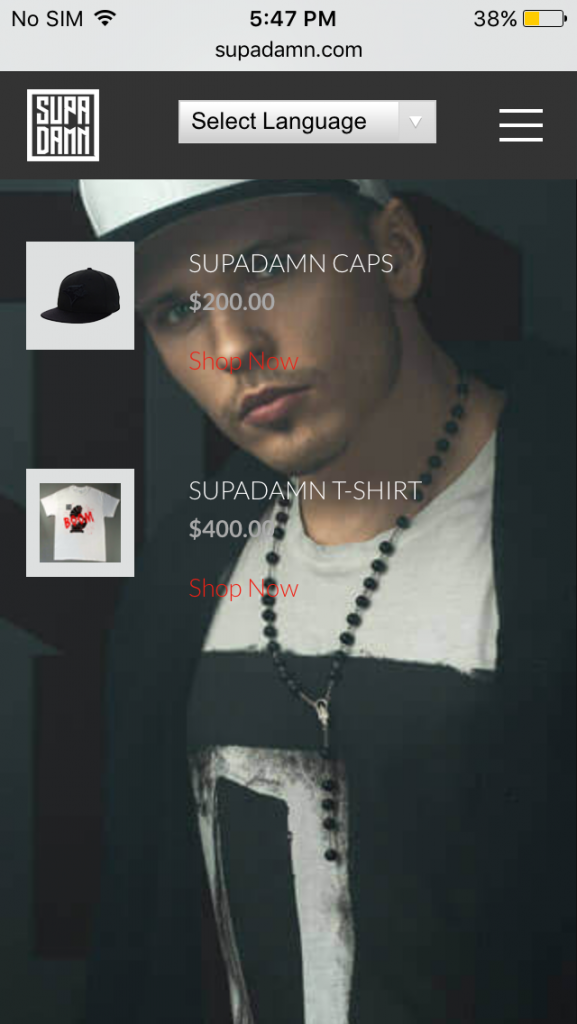 No SIM 5:47 PM 38%
supadamn.com
SUPA
DAMN
Select Language
SUPADAMN CAPS
$200.00
Shop Now
SUPADAMN T-SHIRT
BOOM
$400.00
Shop Now